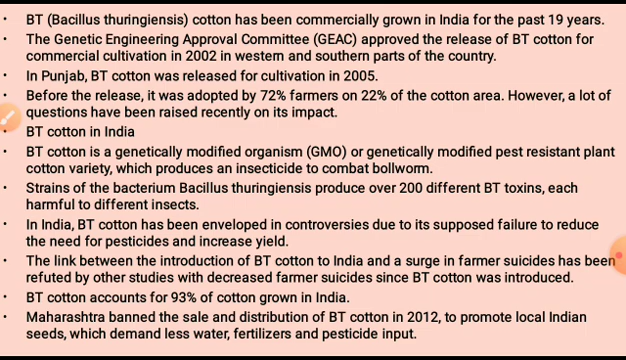 • BT (Bacillus thuringiensis) cotton has been commercially grown in India for the past 19 years.
• The Genetic Engineering Approval Committee (GEAC) approved the release of BT cotton for
commercial cultivation in 2002 in western and southern parts of the country.
• In Punjab, BT cotton was released for cultivation in 2005.
• Before the release, it was adopted by 72% farmers on 22% of the cotton area. However, a lot of
questions have been raised recently on its impact.
• BT cotton in India
• BT cotton is a genetically modified organism (GMO) or genetically modified pest resistant plant
cotton variety, which produces an insecticide to combat bollworm.
• Strains of the bacterium Bacillus thuringiensis produce over 200 different BT toxins, each
harmful to different insects.
• In India, BT cotton has been enveloped in controversies due to its supposed failure to reduce
the need for pesticides and increase yield.
• The link between the introduction of BT cotton to India and a surge in farmer suicides has been
refuted by other studies with decreased farmer suicides since BT cotton was introduced.
• BT cotton accounts for 93% of cotton grown in India.
• Maharashtra banned the sale and distribution of BT cotton in 2012, to promote local Indian
seeds, which demand less water, fertilizers and pesticide input.